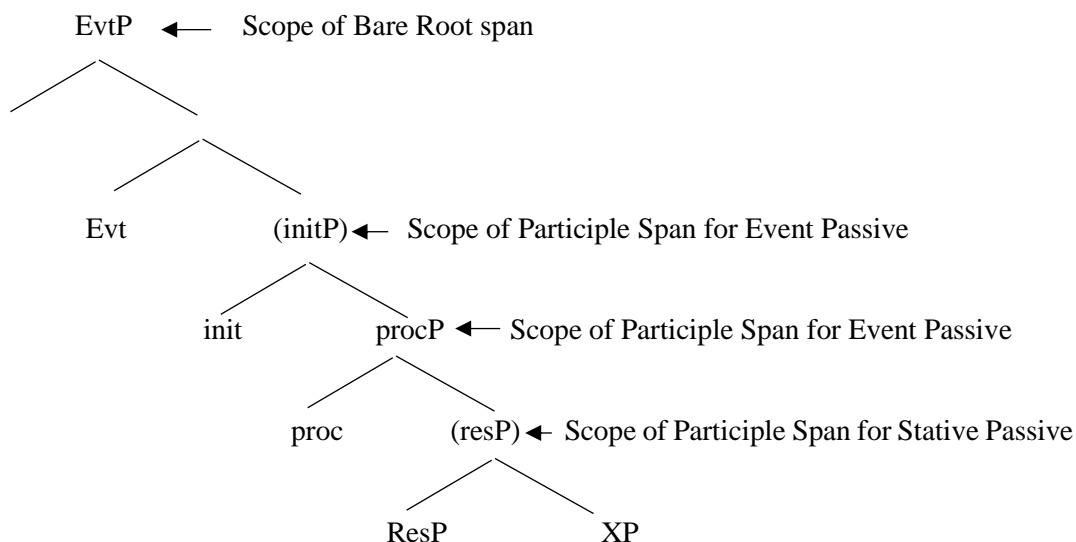 EvtP Scope of Bare Root span
Evt (initP) Scope of Participle Span for Event Passive
init procP Scope of Participle Span for Event Passive
proc (resP) Scope of Participle Span for Stative Passive
ResP XP